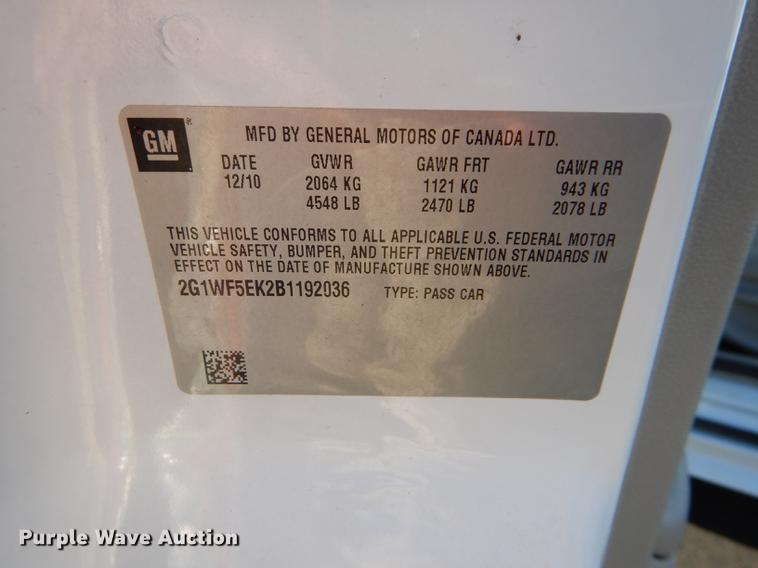 GM
MFD BY GENERAL MOTORS OF CANADA LTD.
DATE GVWR GAWR FRT GAWR RR
12/10 2064 KG 1121 KG 943 KG
4548 LB 2470 LB 2078 LB
THIS VEHICLE CONFORMS TO ALL APPLICABLE U.S. FEDERAL MOTOR
VEHICLE SAFETY, BUMPER, AND THEFT PREVENTION STANDARDS IN
EFFECT ON THE DATE OF MANUFACTURE SHOWN ABOVE.
2G1WF5EK2B1192036 TYPE: PASS CAR
Purple Wave Auction